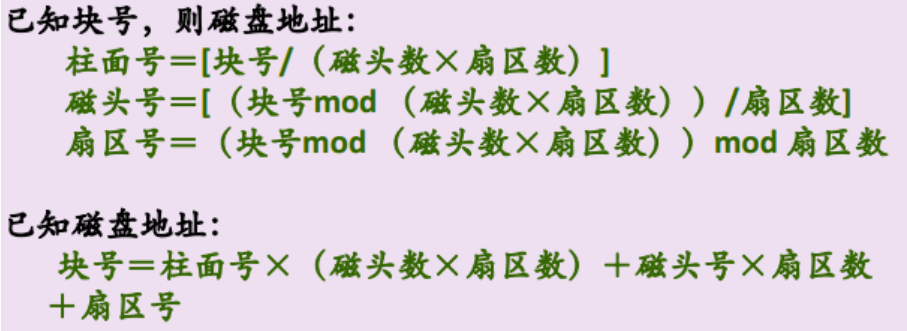 已知块号，则磁盘地址：
柱面号＝[块号/（磁头数×扇区数）]
磁头号＝[（块号mod（磁头数×扇区数））/扇区数]
扇区号＝（块号mod（磁头数×扇区数））mod 扇区数
已知磁盘地址：
块号＝柱面号×（磁头数×扇区数）＋磁头号×扇区数
＋扇区号